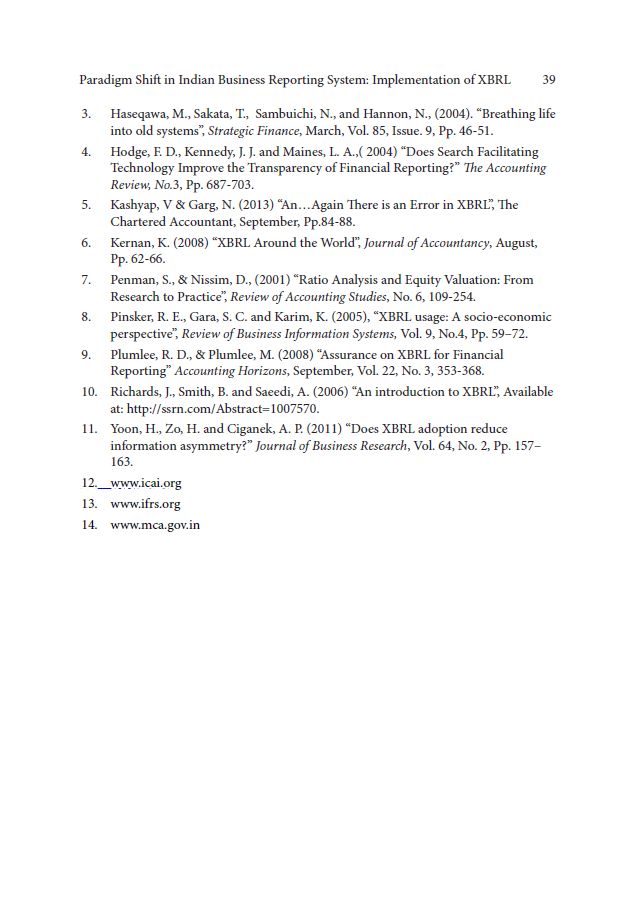 Paradigm Shift in Indian Business Reporting System: Implementation of XBRL 39
3. Haseqawa, M., Sakata, T., Sambuichi, N., and Hannon, N., (2004). “Breathing life
into old systems”, Strategic Finance, March, Vol. 85, Issue. 9, Pp. 46-51.
4. Hodge, F. D., Kennedy, J. J. and Maines, L. A.,( 2004) “Does Search Facilitating
Technology Improve the Transparency of Financial Reporting?” The Accounting
Review, No.3, Pp. 687-703.
5. Kashyap, V & Garg, N. (2013) “An…Again There is an Error in XBRL”, The
Chartered Accountant, September, Pp.84-88.
6. Kernan, K. (2008) “XBRL Around the World”, Journal of Accountancy, August,
Pp. 62-66.
7. Penman, S., & Nissim, D., (2001) “Ratio Analysis and Equity Valuation: From
Research to Practice”, Review of Accounting Studies, No. 6, 109-254.
8. Pinsker, R. E., Gara, S. C. and Karim, K. (2005), “XBRL usage: A socio-economic
perspective”, Review of Business Information Systems, Vol. 9, No.4, Pp. 59–72.
9. Plumlee, R. D., & Plumlee, M. (2008) “Assurance on XBRL for Financial
Reporting” Accounting Horizons, September, Vol. 22, No. 3, 353-368.
10. Richards, J., Smith, B. and Saeedi, A. (2006) “An introduction to XBRL”, Available
at: http://ssrn.com/Abstract=1007570.
11. Yoon, H., Zo, H. and Ciganek, A. P. (2011) “Does XBRL adoption reduce
information asymmetry?” Journal of Business Research, Vol. 64, No. 2, Pp. 157–
163.
12. www.icai.org
13. www.ifrs.org
14. www.mca.gov.in